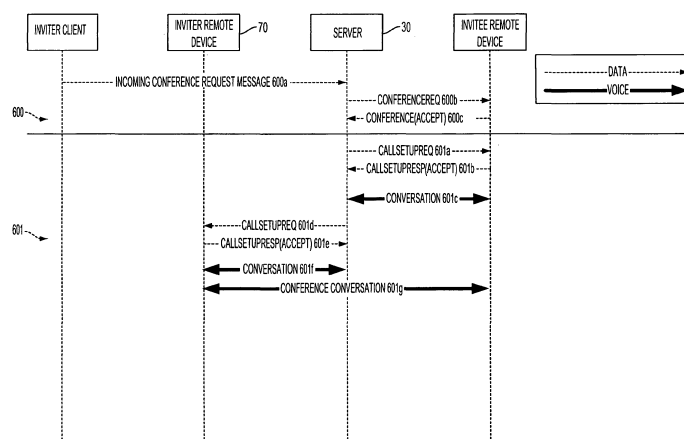 INVITER CLIENT
INVITER REMOTE
DEVICE
70
SERVER
30
INVITEE REMOTE
DEVICE
DATA
VOICE
INCOMING CONFERENCE REQUEST MESSAGE 600a
CONFERENCEREQ 600b
600
CONFERENCE(ACCEPT) 600c
CALLSETUPREQ 601a
CALLSETUPRESP(ACCEPT) 601b
CONVERSATION 601c
CALLSETUPREQ 601d
601
CALLSETUPRESP(ACCEPT) 601e
CONVERSATION 601f
CONFERENCE CONVERSATION 601g